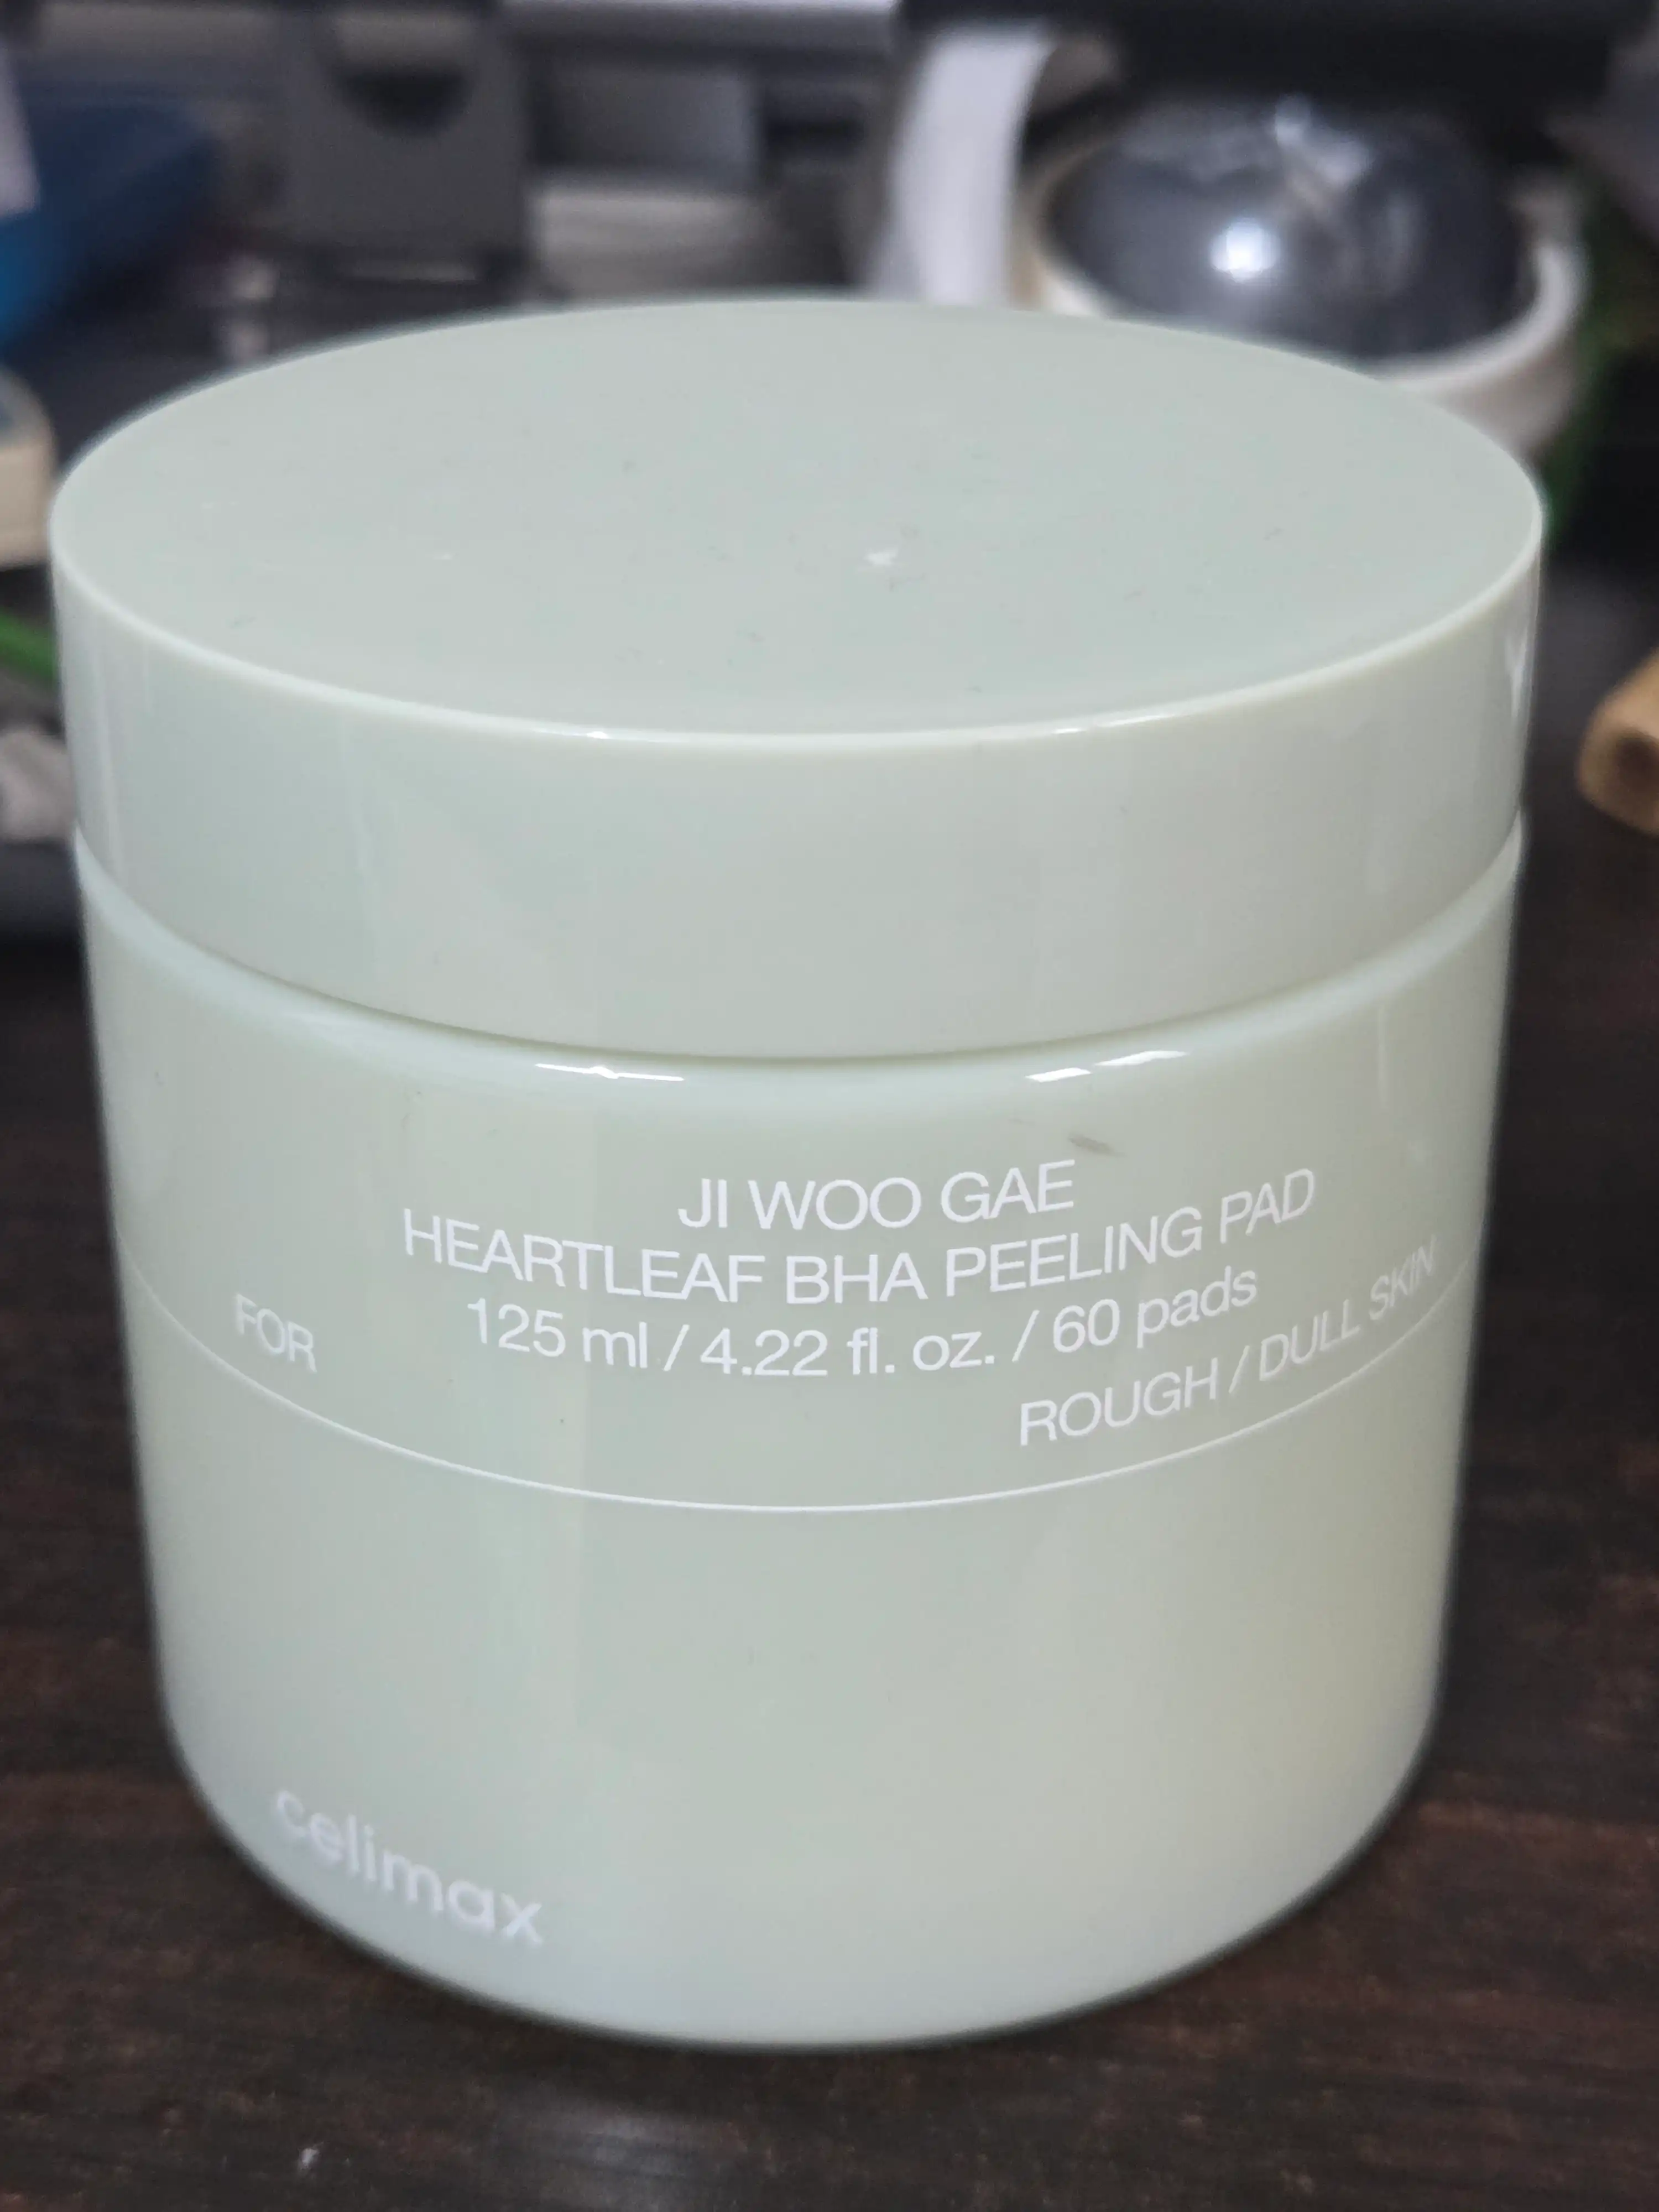 JI WOO GAE
HEARTLEAF BHA PEELING PAD
125 ml / 4.22 fl. oz. / 60 pads
FOR
ROUGH / DULL SKIN
celimax